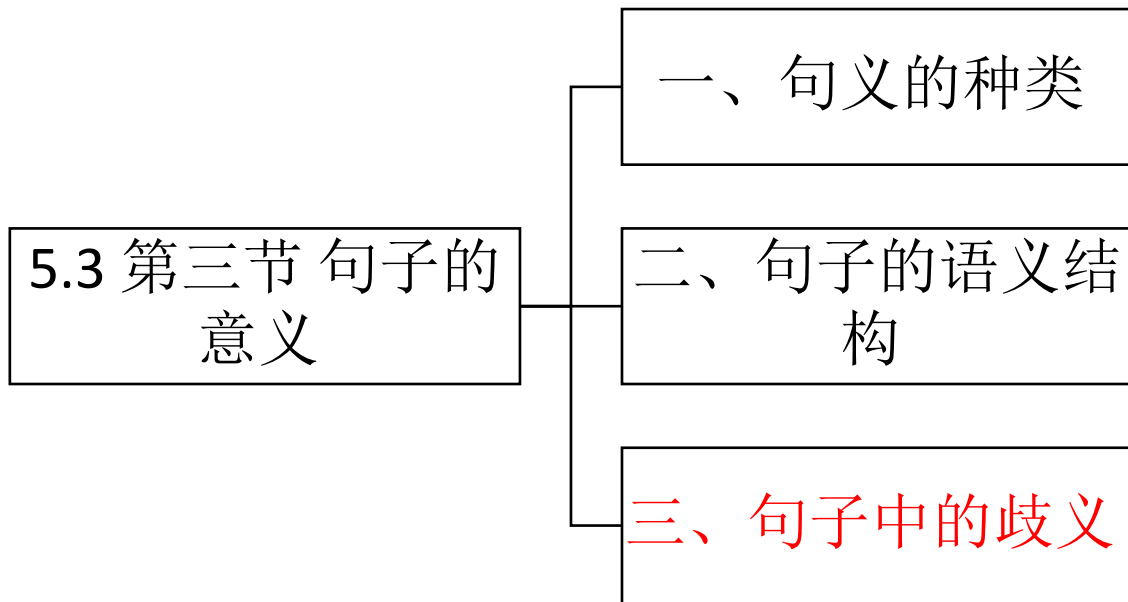 一、句义的种类
5.3 第三节 句子的
意义
二、句子的语义结
构
三、句子中的歧义